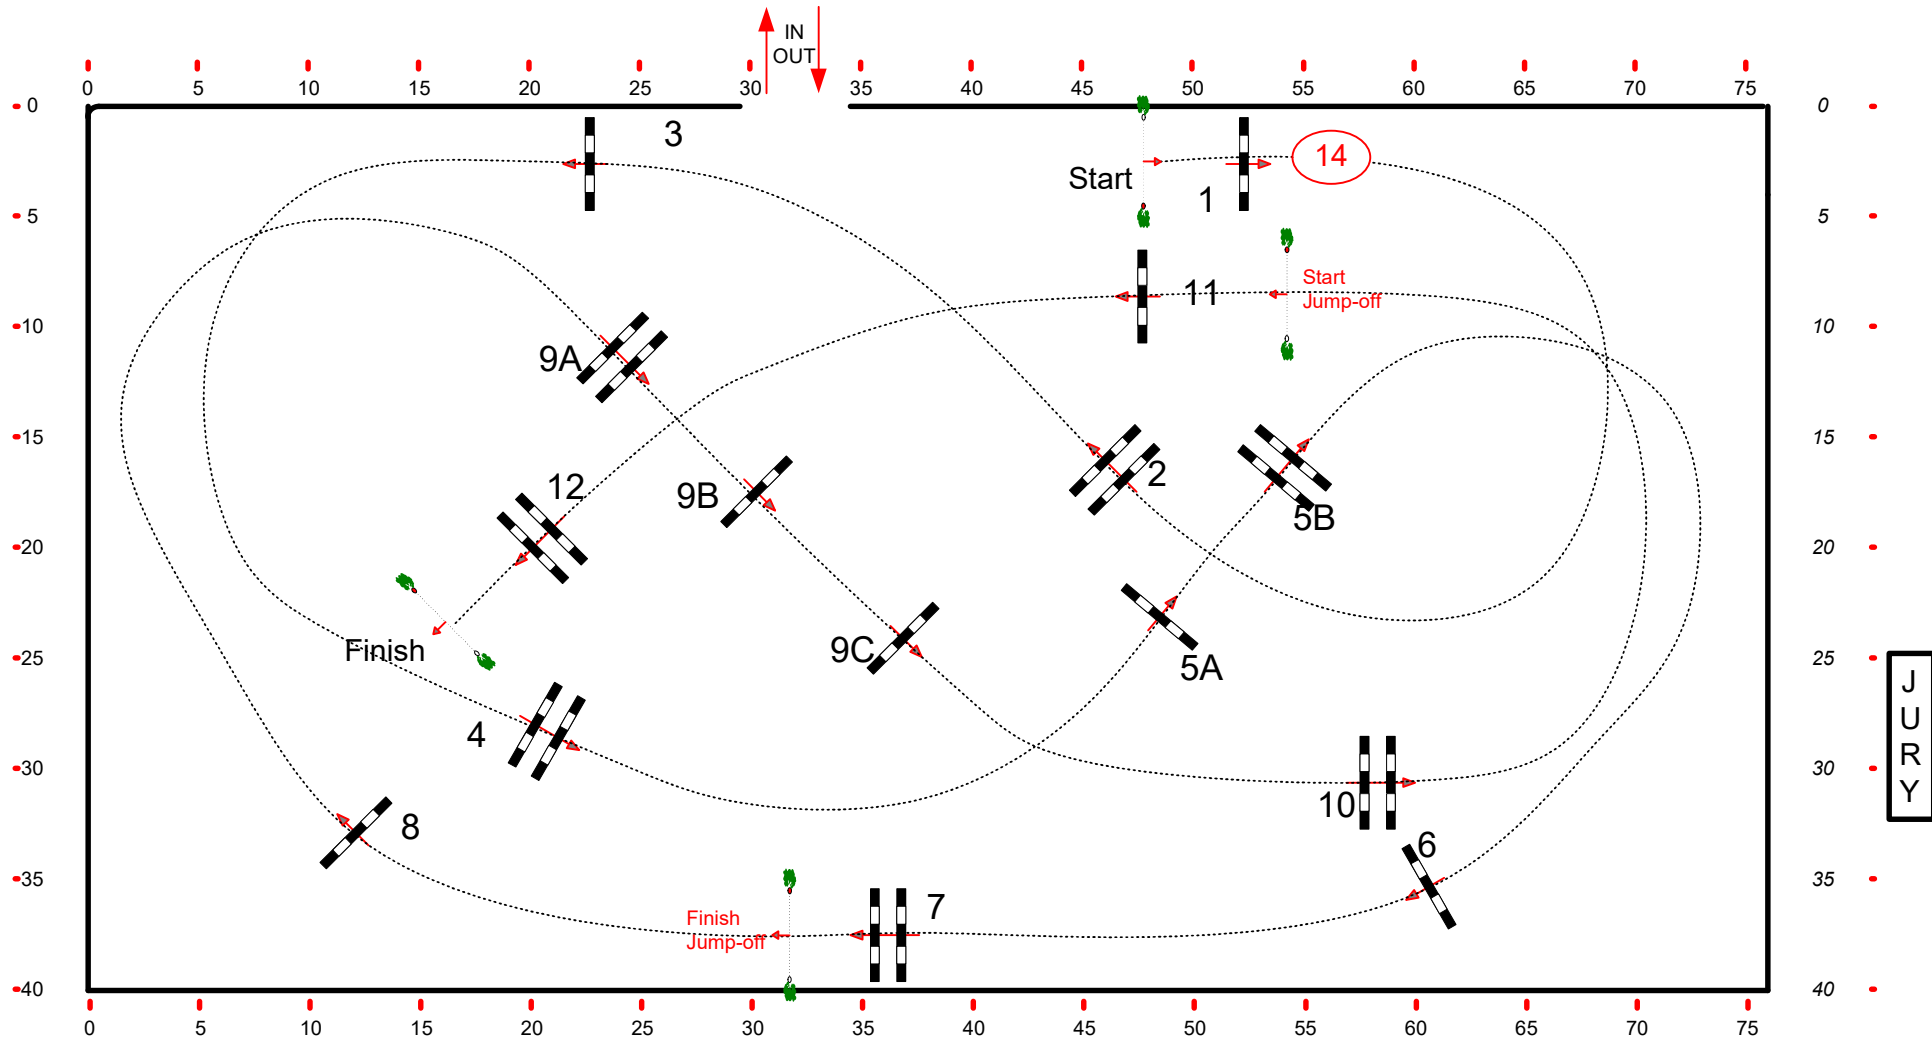 IN
OUT
0 5 10 15 20 25 30 35 40 45 50 55 60 65 70 75
0 0
3
14
Start
1
5 5
Start
Jump-off
11
10 10
9A
15 15
2
12
9B
5B
20 20
Finish
9C
5A
25 25
J
U
R
Y
4
30 30
10
8
6
35 35
7
Finish
Jump-off
40 40
0 5 10 15 20 25 30 35 40 45 50 55 60 65 70 75